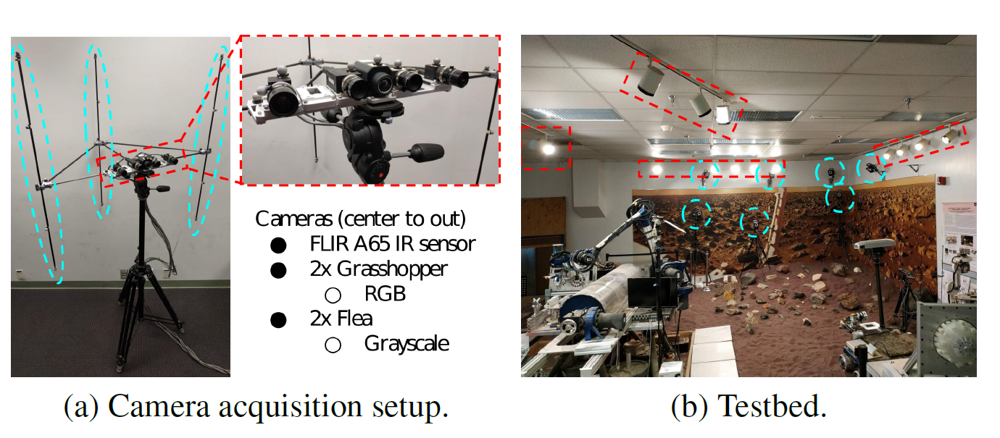 Cameras (center to out)
● FLIR A65 IR sensor
● 2x Grasshopper
○ RGB
● 2x Flea
○ Grayscale
(a) Camera acquisition setup.
(b) Testbed.